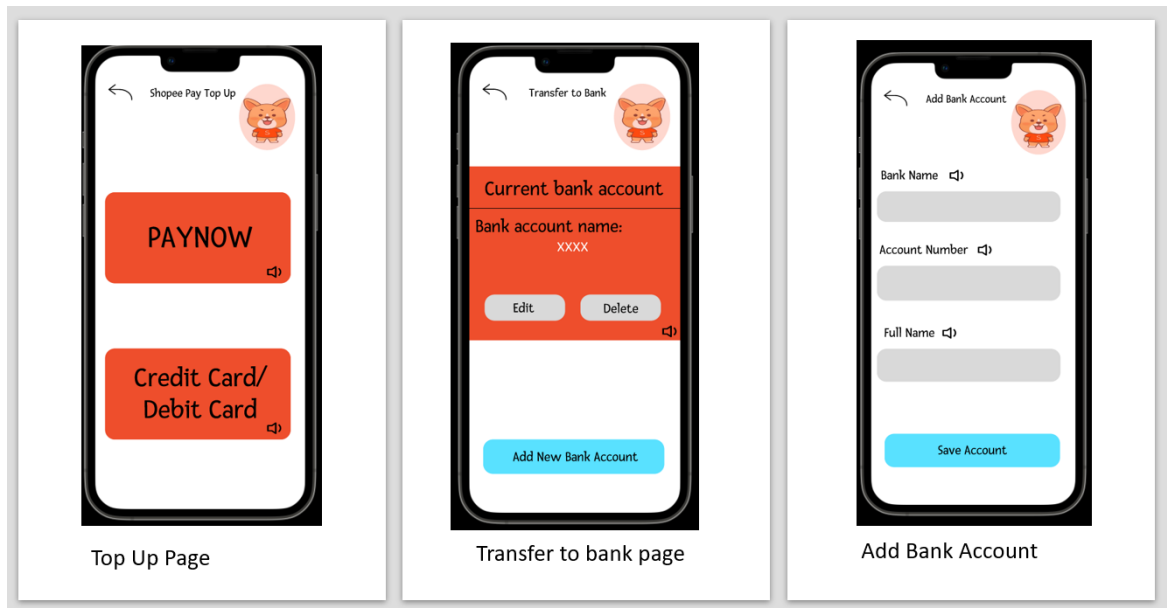 Shopee Pay Top Up
PAYNOW
Credit Card/
Debit Card
Top Up Page
Transfer to Bank
Current bank account
Bank account name:
XXXX
Edit
Delete
Add New Bank Account
Transfer to bank page
Add Bank Account
Bank Name
Account Number
Full Name
Save Account
Add Bank Account